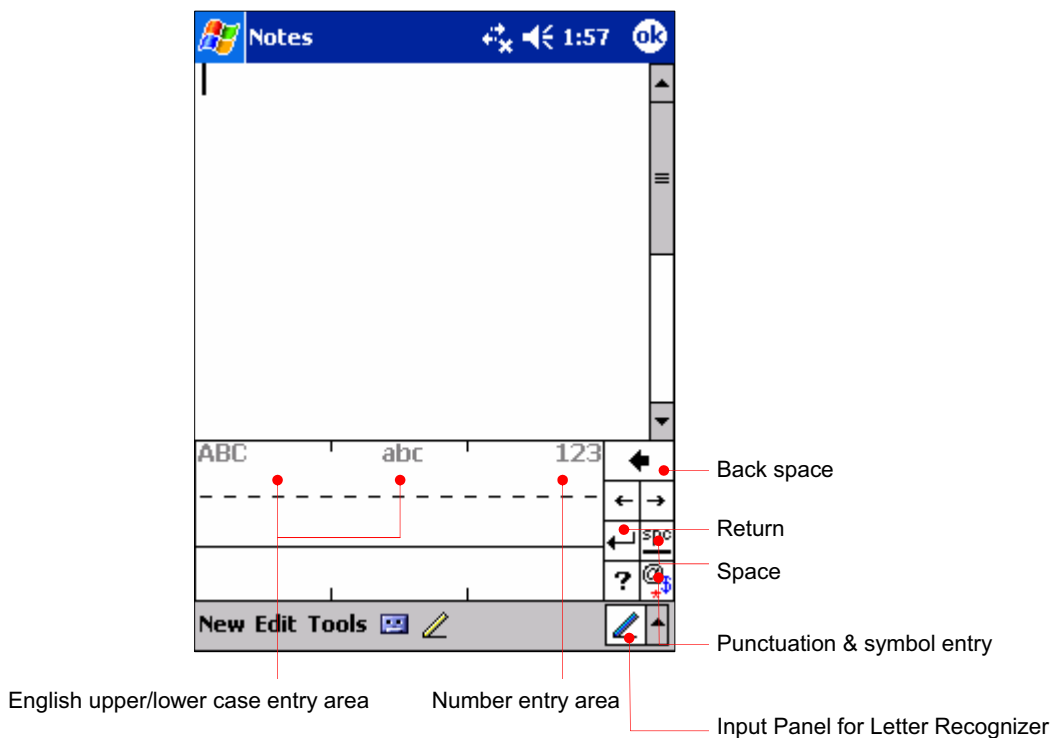 Notes 1:57 ok
ABC abc 123
Back space
Return
spc
Space
? @*$
New Edit Tools
Punctuation & symbol entry
English upper/lower case entry area Number entry area
Input Panel for Letter Recognizer